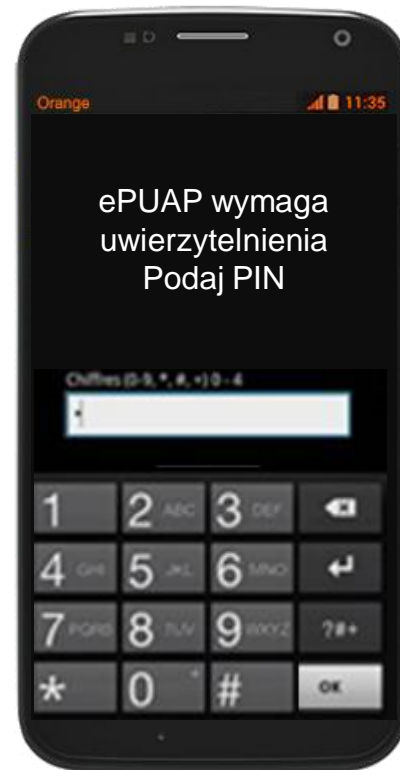 Orange 11:35
ePUAP wymaga
uwierzytelnienia
Podaj PIN
Chiffres (0-9, *, #, +) 0 - 4
1 2 ABC 3 DEF
4 GHI 5 JKL 6 MNO
7 PQRS 8 TUV 9 WXYZ ?#+
* 0 + # OK